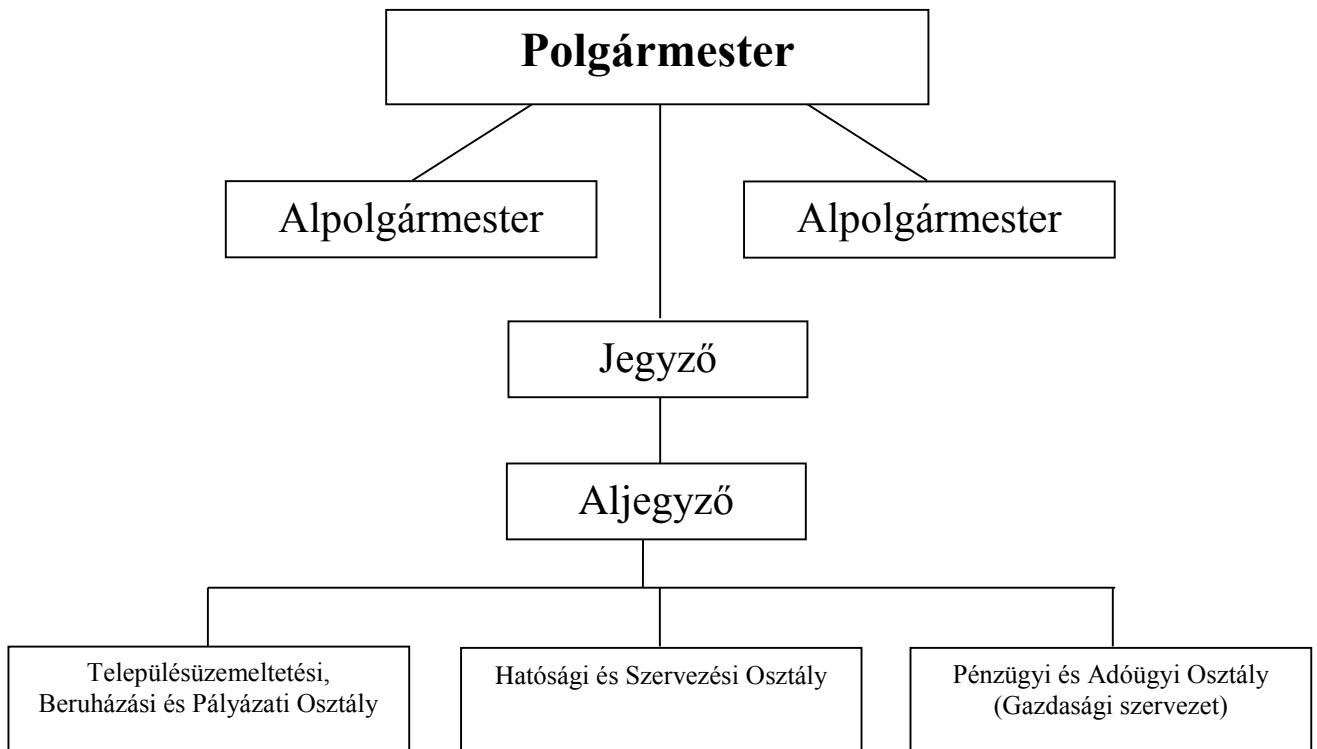 Polgármester
Alpolgármester
Alpolgármester
Jegyző
Aljegyző
Településüzemeltetési,
Beruházási és Pályázati Osztály
Hatósági és Szervezési Osztály
Pénzügyi és Adóügyi Osztály
(Gazdasági szervezet)